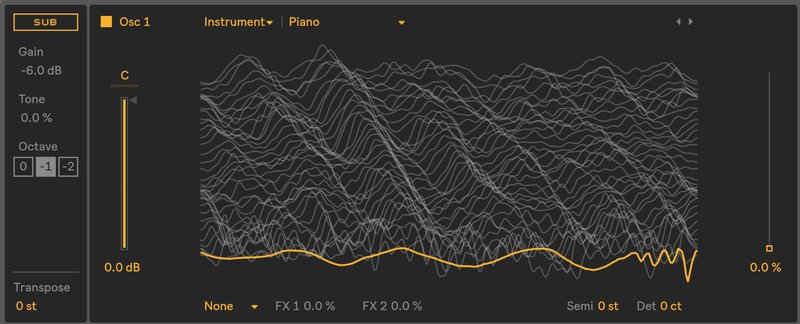 SUB
Gain
-6.0 dB
Tone
0.0 %
Octave
0 -1 -2
Transpose
0 st
Osc 1 Instrument Piano
C
0.0 dB
0.0 %
None FX 1 0.0 % FX 2 0.0 % Semi 0 st Det 0 ct